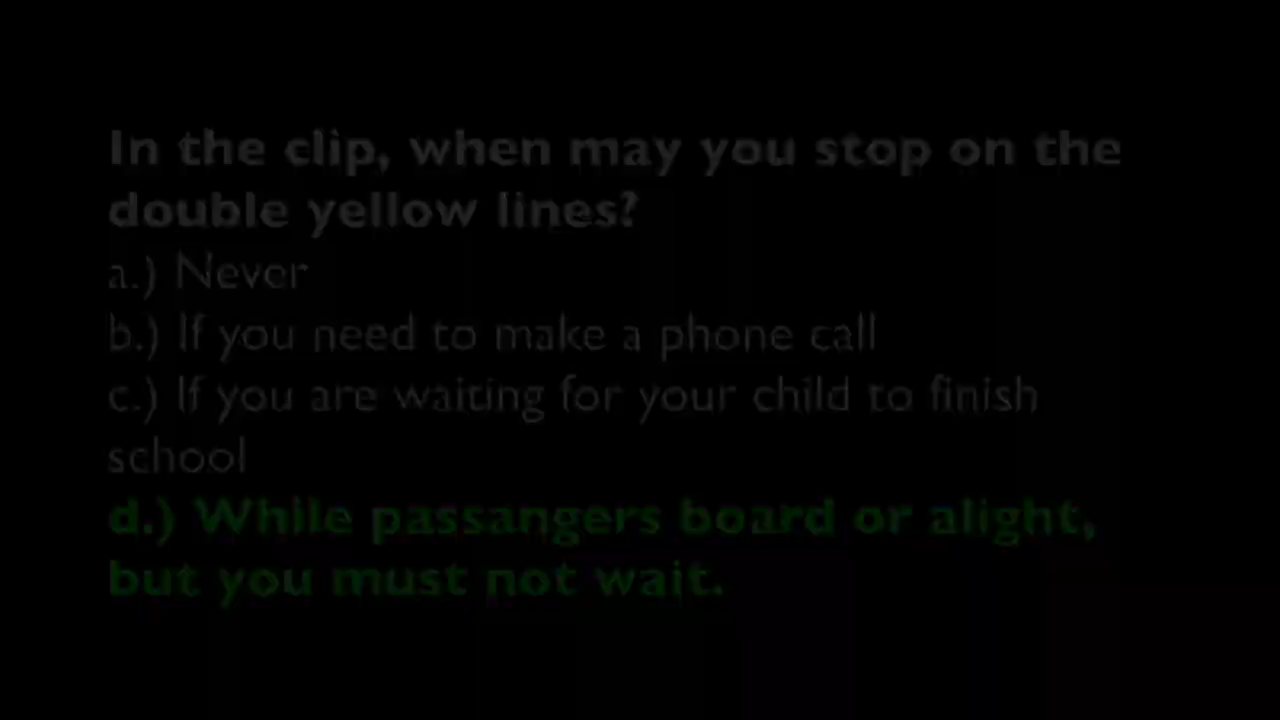 In the clip, when may you stop on the
double yellow lines?
a.) Never
b.) If you need to make a phone call
c.) If you are waiting for your child to finish
school
d.) While passangers board or alight,
but you must not wait.